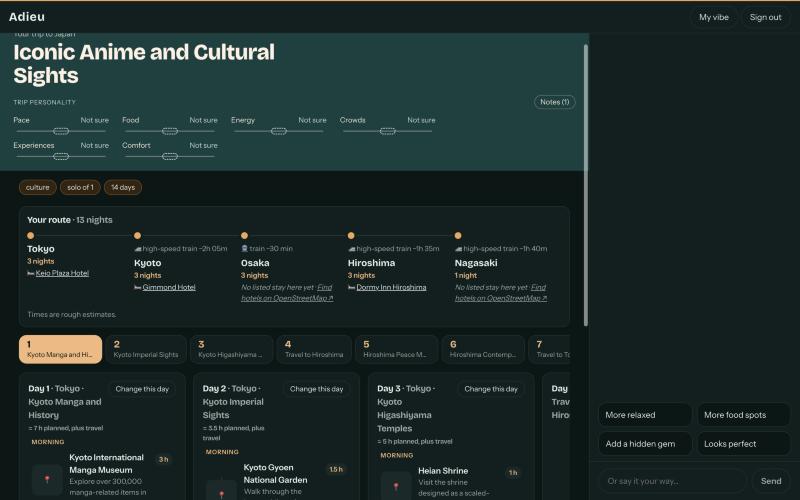 Adieu
My vibe
Sign out
Your trip to Japan
Iconic Anime and Cultural
Sights
TRIP PERSONALITY
Notes (1)
Pace Not sure
Food Not sure
Energy Not sure
Crowds Not sure
Experiences Not sure
Comfort Not sure
culture
solo of 1
14 days
Your route · 13 nights
Tokyo
3 nights
Keio Plaza Hotel
high-speed train ~2h 05m
Kyoto
3 nights
Gimmond Hotel
train ~30 min
Osaka
3 nights
No listed stay here yet · Find
hotels on OpenStreetMap ↗
high-speed train ~1h 35m
Hiroshima
3 nights
Dormy Inn Hiroshima
high-speed train ~1h 40m
Nagasaki
1 night
No listed stay here yet · Find
hotels on OpenStreetMap ↗
Times are rough estimates.
1
Kyoto Manga and Hi...
2
Kyoto Imperial Sights
3
Kyoto Higashiyama ...
4
Travel to Hiroshima
5
Hiroshima Peace M...
6
Hiroshima Contemp...
7
Travel to
Day 1 · Tokyo ·
Kyoto Manga and
History
Change this day
≈ 7 h planned, plus travel
MORNING
Kyoto International
Manga Museum
3 h
Explore over 300,000
manga-related items in
Day 2 · Tokyo ·
Kyoto Imperial
Sights
Change this day
≈ 3.5 h planned, plus
travel
MORNING
Kyoto Gyoen
National Garden
1.5 h
Walk through the
Day 3 · Tokyo ·
Kyoto
Higashiyama
Temples
Change this day
≈ 5 h planned, plus travel
MORNING
Heian Shrine
1 h
Visit the shrine
designed as a scaled-
Day
Trav
Hiro
More relaxed
More food spots
Add a hidden gem
Looks perfect
Or say it your way...
Send